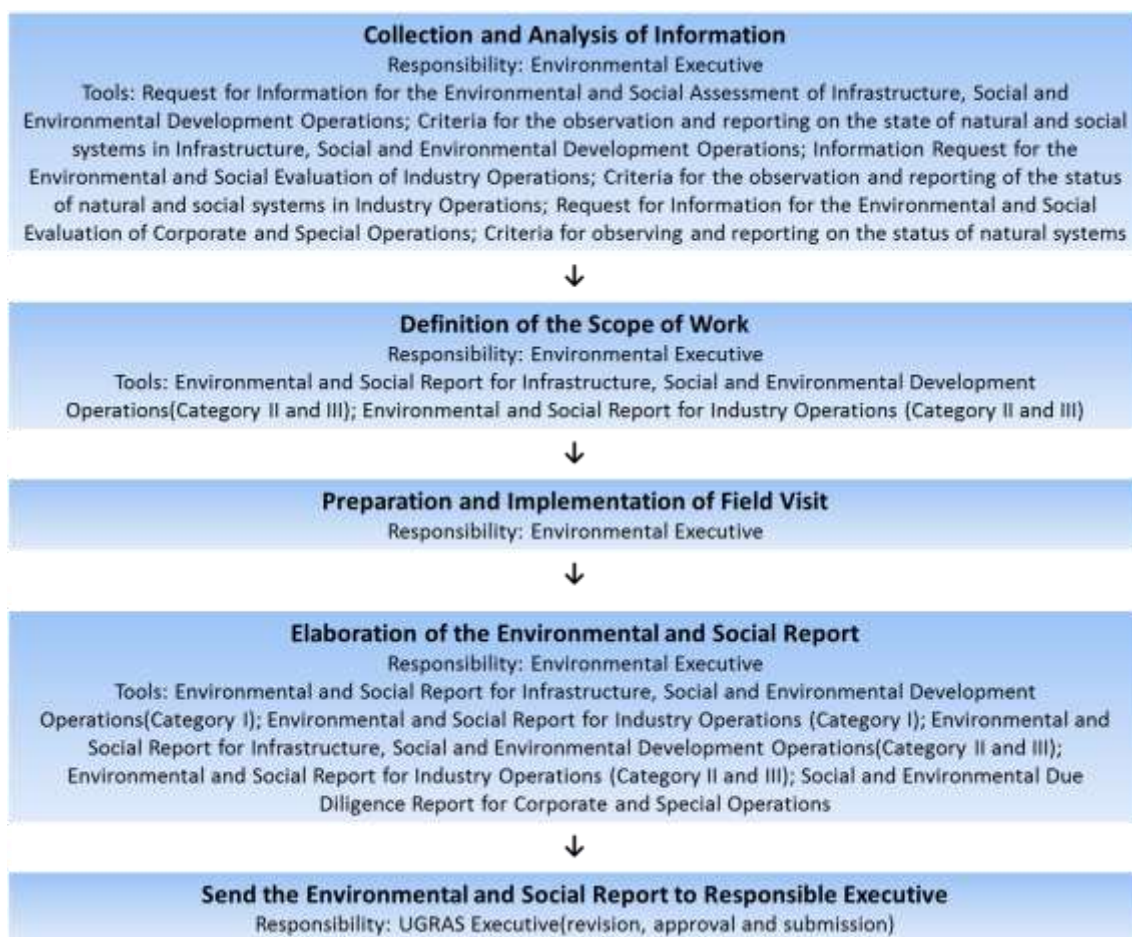 Collection and Analysis of Information
Responsibility: Environmental Executive
Tools: Request for Information for the Environmental and Social Assessment of Infrastructure, Social and
Environmental Development Operations; Criteria for the observation and reporting on the state of natural and social
systems in Infrastructure, Social and Environmental Development Operations; Information Request for the
Environmental and Social Evaluation of Industry Operations; Criteria for the observation and reporting of the status
of natural and social systems in Industry Operations; Request for Information for the Environmental and Social
Evaluation of Corporate and Special Operations; Criteria for observing and reporting on the status of natural systems
↓
Definition of the Scope of Work
Responsibility: Environmental Executive
Tools: Environmental and Social Report for Infrastructure, Social and Environmental Development
Operations(Category II and III); Environmental and Social Report for Industry Operations (Category II and III)
↓
Preparation and Implementation of Field Visit
Responsibility: Environmental Executive
↓
Elaboration of the Environmental and Social Report
Responsibility: Environmental Executive
Tools: Environmental and Social Report for Infrastructure, Social and Environmental Development
Operations(Category I); Environmental and Social Report for Industry Operations (Category I); Environmental and
Social Report for Infrastructure, Social and Environmental Development Operations(Category II and III);
Environmental and Social Report for Industry Operations (Category II and III); Social and Environmental Due
Diligence Report for Corporate and Special Operations
↓
Send the Environmental and Social Report to Responsible Executive
Responsibility: UGRAS Executive(revision, approval and submission)